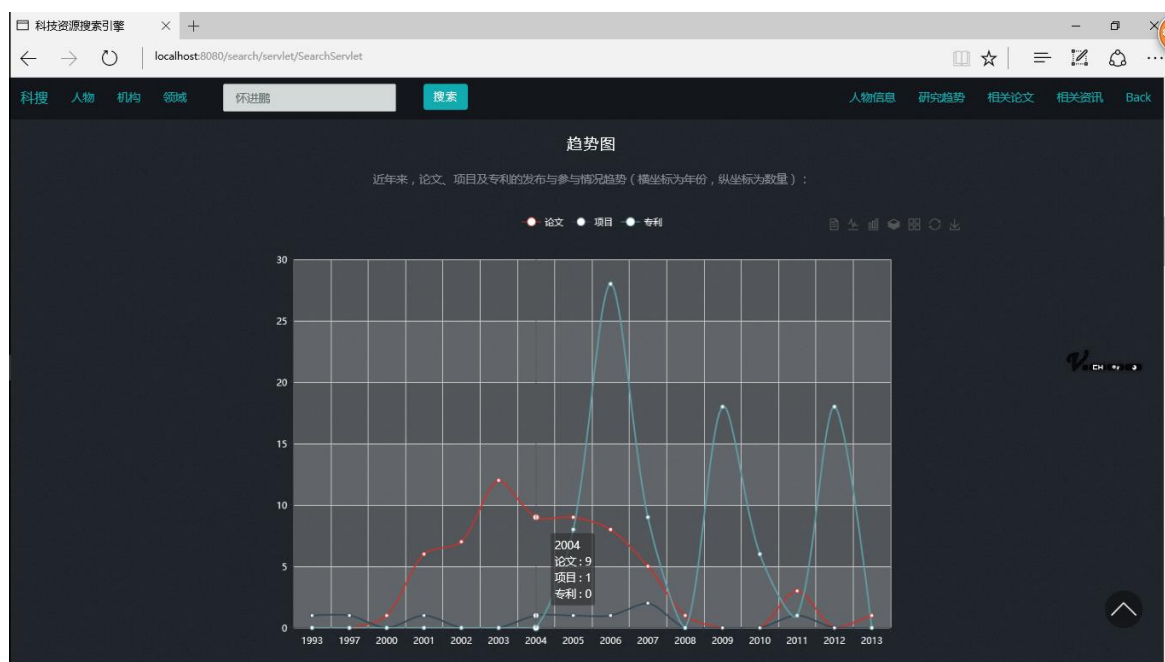 科技资源搜索引擎
localhost:8080/search/servlet/SearchServlet
科搜 人物 机构 领域 怀进鹏 搜索 人物信息 研究趋势 相关论文 相关资讯 Back
趋势图
近年来，论文、项目及专利的发布与参与情况趋势（横坐标为年份，纵坐标为数量）：
论文 项目 专利
30
25
20
15
10
5
0
2004
论文 : 9
项目 : 1
专利 : 0
1993 1997 2000 2001 2002 2003 2004 2005 2006 2007 2008 2009 2010 2011 2012 2013